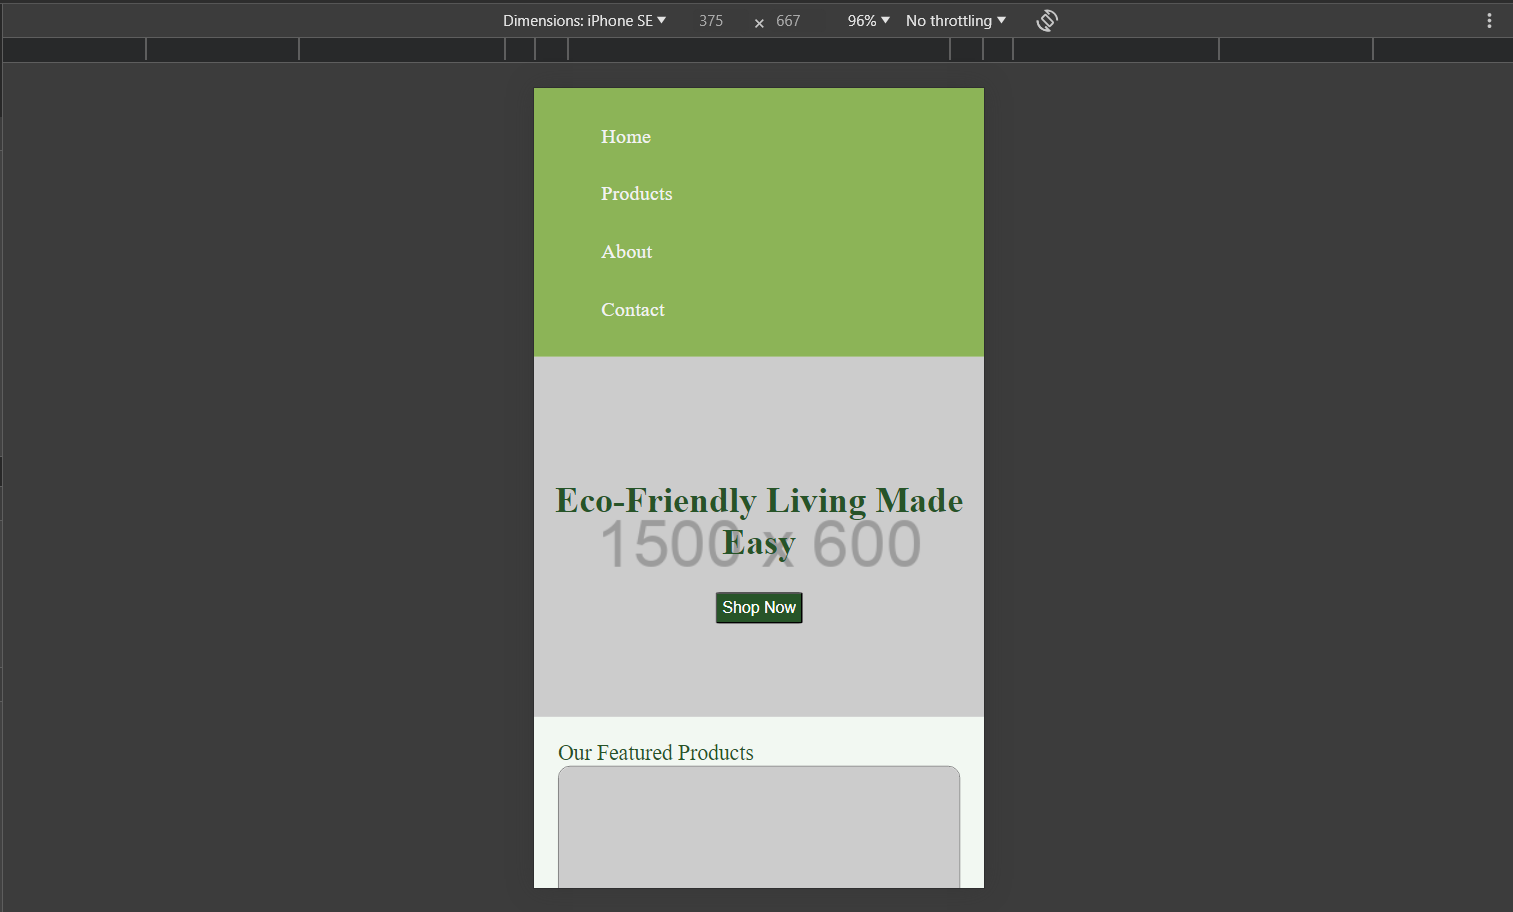 Dimensions: iPhone SE 375 × 667 96% No throttling
Home
Products
About
Contact
Eco-Friendly Living Made
Easy
1500 x 600
Shop Now
Our Featured Products